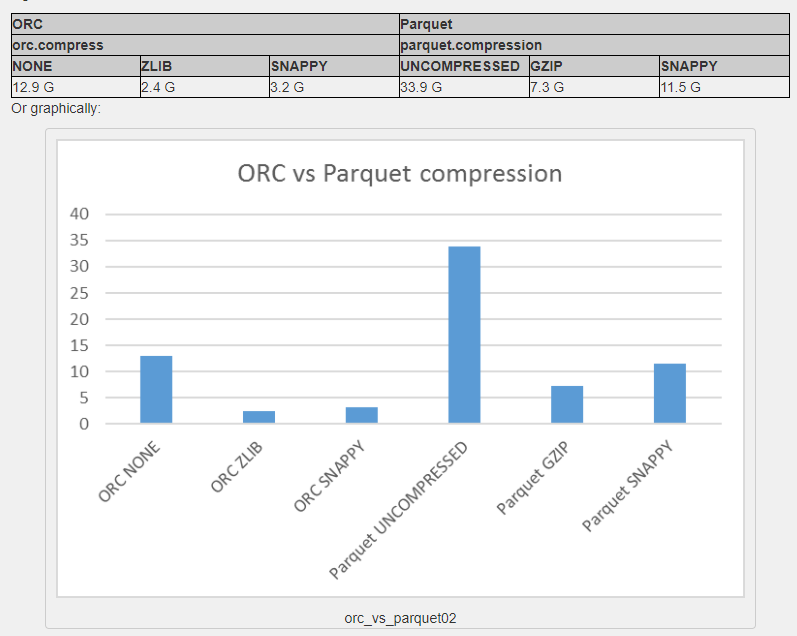 ORC Parquet
orc.compress parquet.compression
NONE ZLIB SNAPPY UNCOMPRESSED GZIP SNAPPY
12.9 G 2.4 G 3.2 G 33.9 G 7.3 G 11.5 G
Or graphically:
ORC vs Parquet compression
40
35
30
25
20
15
10
5
0
ORC NONE
ORC ZLIB
ORC SNAPPY
Parquet UNCOMPRESSED
Parquet GZIP
Parquet SNAPPY
orc_vs_parquet02